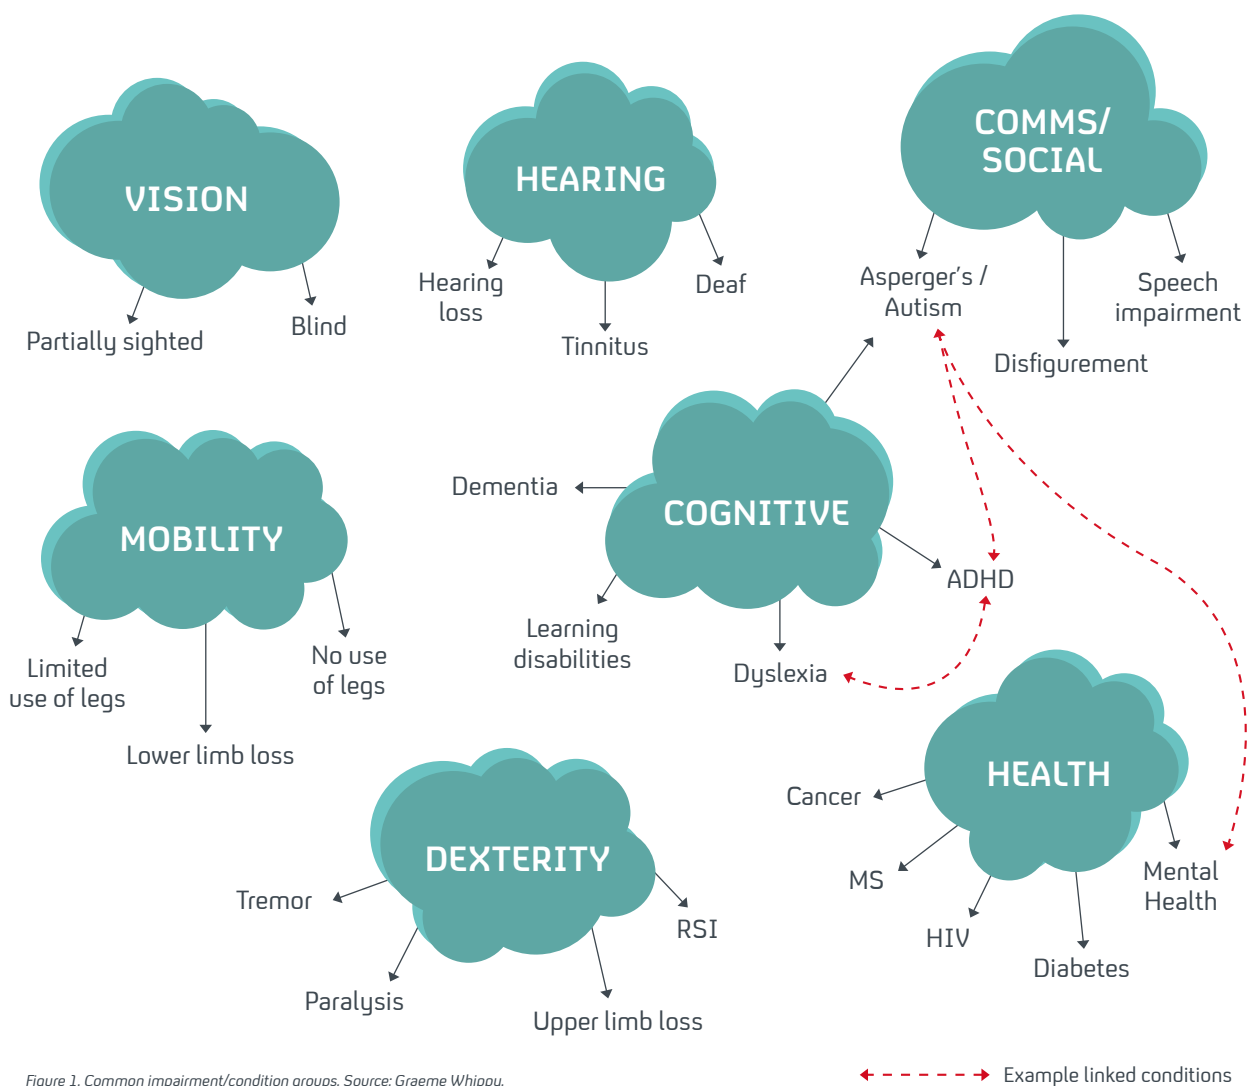 VISION
Partially sighted
Blind
HEARING
Hearing
loss
Tinnitus
Deaf
COMMS/
SOCIAL
Asperger's /
Autism
Disfigurement
Speech
impairment
MOBILITY
Limited
use of legs
Lower limb loss
No use
of legs
COGNITIVE
Dementia
Learning
disabilities
Dyslexia
ADHD
DEXTERITY
Tremor
Paralysis
Upper limb loss
RSI
HEALTH
Cancer
MS
HIV
Diabetes
Mental
Health
Figure 1. Common impairment/condition groups. Source: Graeme Whippy.
Example linked conditions